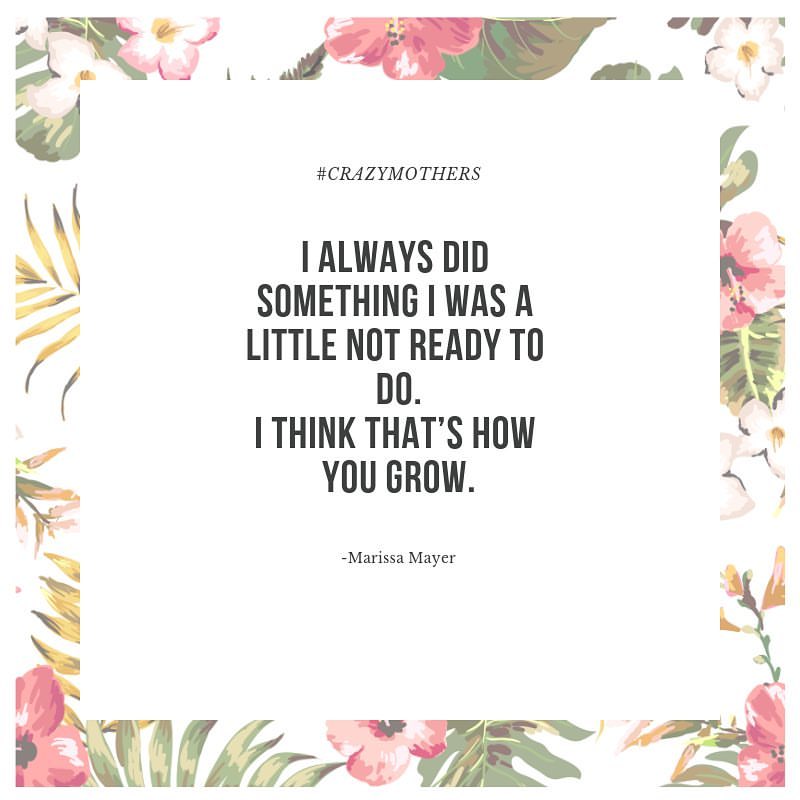 #CRAZYMOTHERS
I ALWAYS DID
SOMETHING I WAS A
LITTLE NOT READY TO
DO.
I THINK THAT’S HOW
YOU GROW.
-Marissa Mayer